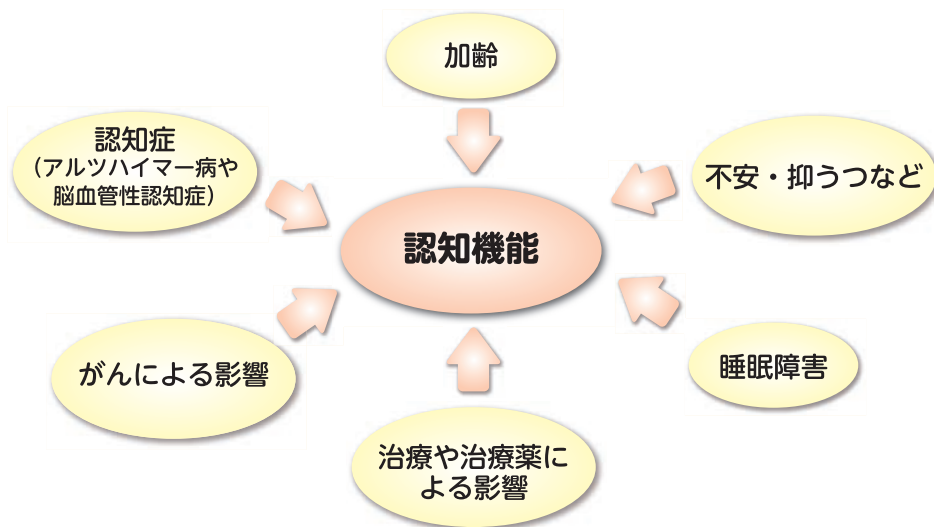 加齢
認知症
（アルツハイマー病や
脳血管性認知症）
不安・抑うつなど
認知機能
がんによる影響
睡眠障害
治療や治療薬に
よる影響